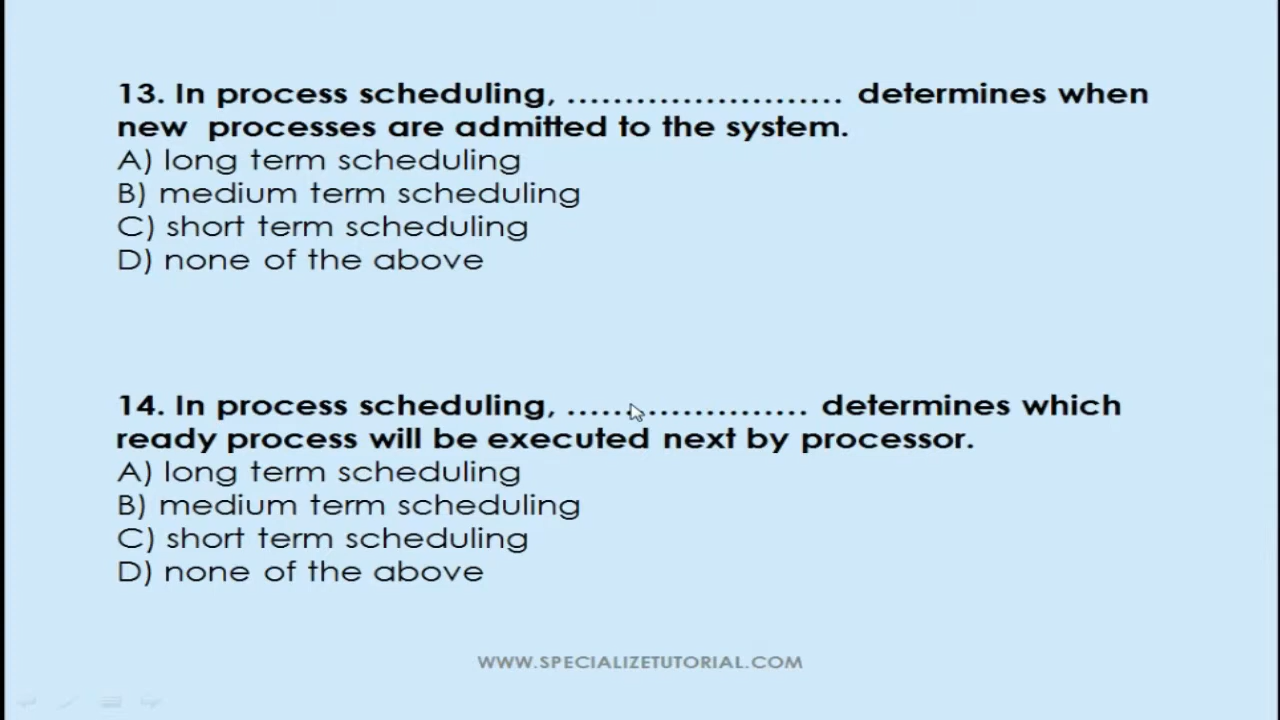 13. In process scheduling, ........................ determines when
new  processes are admitted to the system.
A) long term scheduling
B) medium term scheduling
C) short term scheduling
D) none of the above
14. In process scheduling, ..................... determines which
ready process will be executed next by processor.
A) long term scheduling
B) medium term scheduling
C) short term scheduling
D) none of the above
WWW.SPECIALIZETUTORIAL.COM